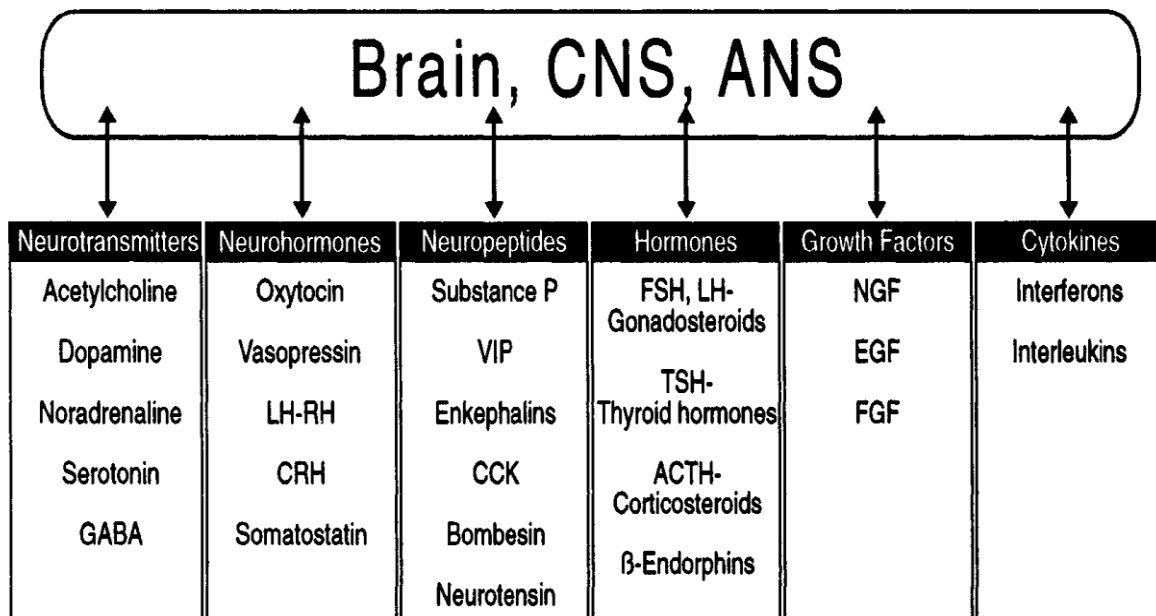 Brain, CNS, ANS
Neurotransmitters
Acetylcholine
Dopamine
Noradrenaline
Serotonin
GABA
Neurohormones
Oxytocin
Vasopressin
LH-RH
CRH
Somatostatin
Neuropeptides
Substance P
VIP
Enkephalins
CCK
Bombesin
Neurotensin
Hormones
FSH, LH-
Gonadosteroids
TSH-
Thyroid hormones
ACTH-
Corticosteroids
ß-Endorphins
Growth Factors
NGF
EGF
FGF
Cytokines
Interferons
Interleukins